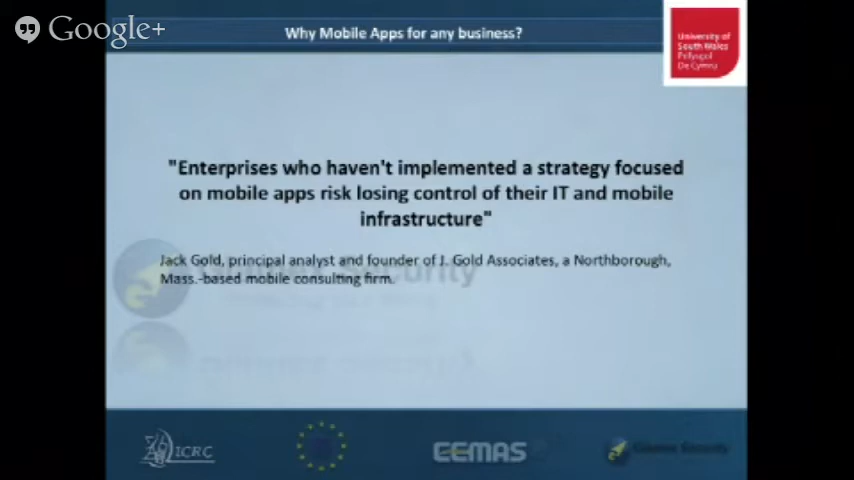 Google+
Why Mobile Apps for any business?
University of
South Wales
Prifysgol
De Cymru
"Enterprises who haven't implemented a strategy focused
on mobile apps risk losing control of their IT and mobile
infrastructure"
Jack Gold, principal analyst and founder of J. Gold Associates, a Northborough,
Mass.-based mobile consulting firm.
Security
ICRC
EEMAS
Security